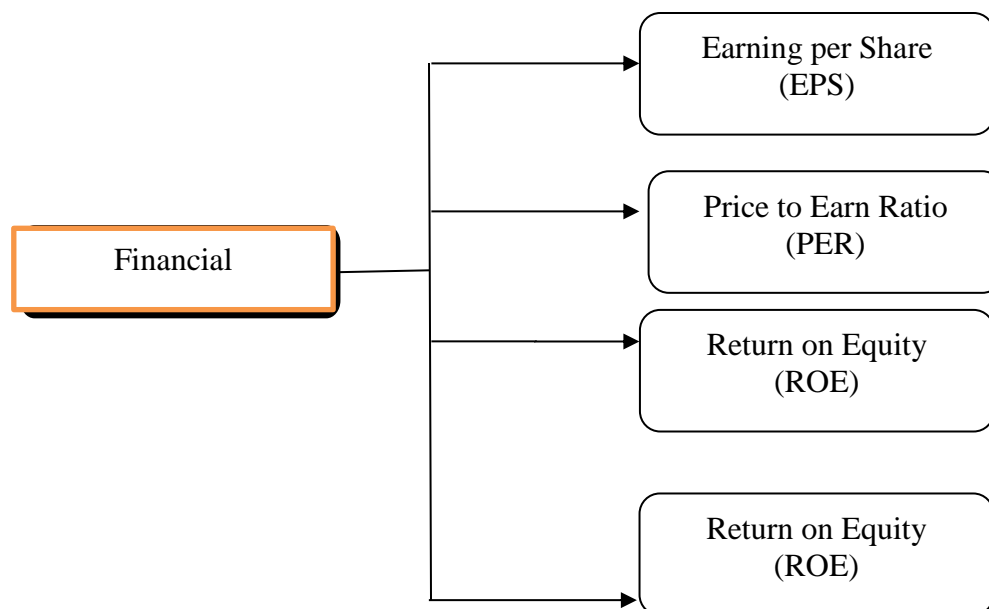 Earning per Share
(EPS)
Price to Earn Ratio
(PER)
Financial
Return on Equity
(ROE)
Return on Equity
(ROE)